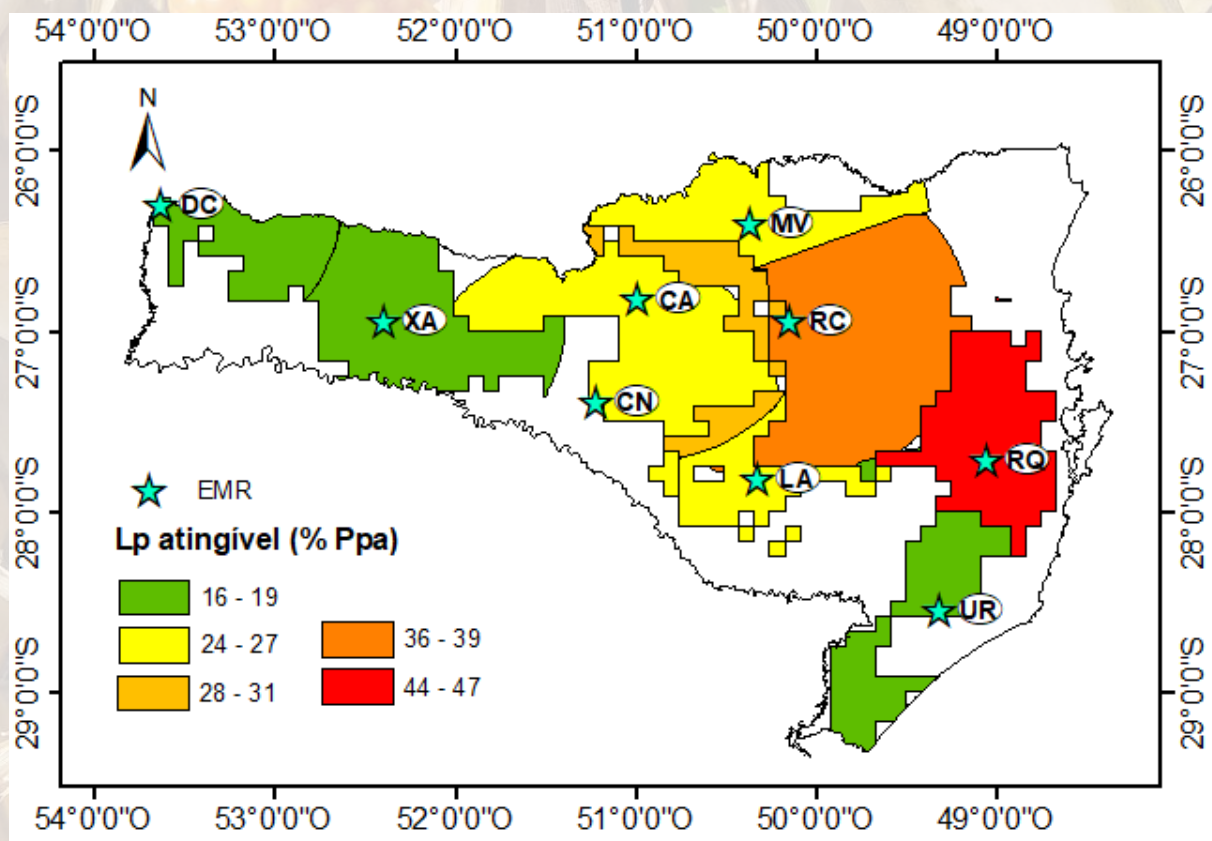 54°0'0"O 53°0'0"O 52°0'0"O 51°0'0"O 50°0'0"O 49°0'0"O
26°0'0"S
27°0'0"S
28°0'0"S
29°0'0"S
26°0'0"S
27°0'0"S
28°0'0"S
29°0'0"S
N
DC
MV
CA
XA
RC
CN
RQ
LA
UR
EMR
Lp atingível (% Ppa)
16 - 19
24 - 27
28 - 31
36 - 39
44 - 47
54°0'0"O 53°0'0"O 52°0'0"O 51°0'0"O 50°0'0"O 49°0'0"O